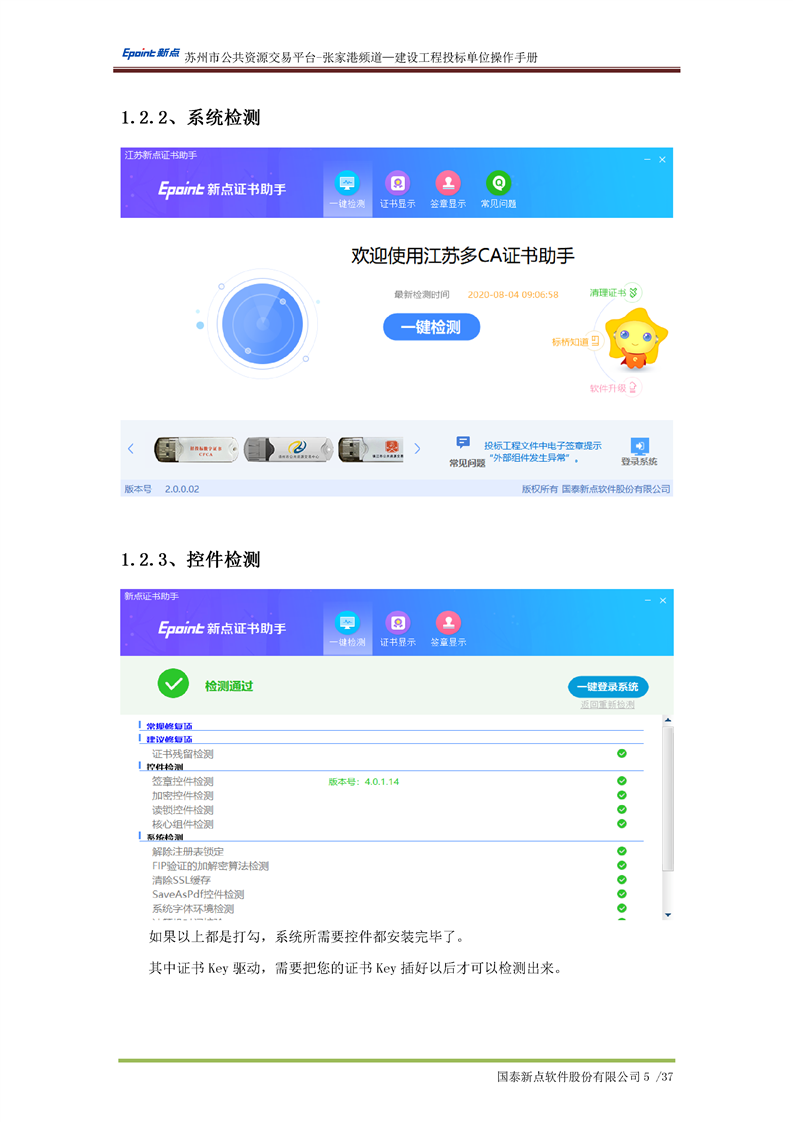 Epoint新点 苏州市公共资源交易平台-张家港频道—建设工程投标单位操作手册
1.2.2、系统检测
江苏新点证书助手
Epoint 新点证书助手
一键检测 证书显示 签章显示 常见问题
欢迎使用江苏多CA证书助手
最新检测时间 2020-08-04 09:06:58
清理证书
一键检测
标桥知道
软件升级
投标工程文件中电子签章提示
常见问题 "外部组件发生异常"。
登录系统
版本号 2.0.0.02
版权所有 国泰新点软件股份有限公司
1.2.3、控件检测
新点证书助手
Epoint 新点证书助手
一键检测 证书显示 签章显示
检测通过
一键登录系统
返回重新检测
常规修复项
建议修复项
证书残留检测
控件检测
签章控件检测 版本号：4.0.1.14
加密控件检测
读锁控件检测
核心组件检测
系统检测
解除注册表锁定
FIP验证的加解密算法检测
清除SSL缓存
SaveAsPdf控件检测
系统字体环境检测
如果以上都是打勾，系统所需要控件都安装完毕了。
其中证书 Key 驱动，需要把您的证书 Key 插好以后才可以检测出来。
国泰新点软件股份有限公司 5 /37